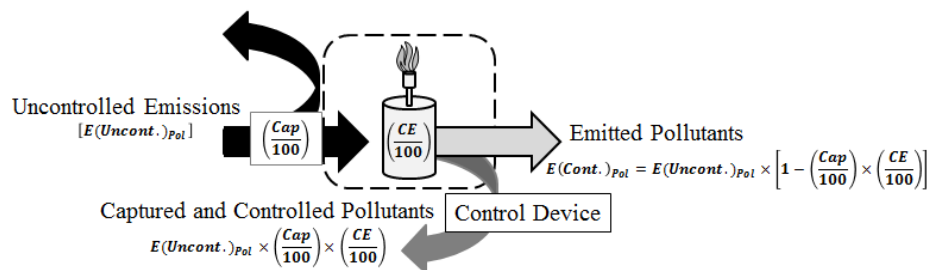 Uncontrolled Emissions
[E(Uncont.)Pol]
(Cap/100)
(CE/100)
Emitted Pollutants
E(Cont.)Pol = E(Uncont.)Pol × [1 − (Cap/100) × (CE/100)]
Captured and Controlled Pollutants
E(Uncont.)Pol × (Cap/100) × (CE/100)
Control Device